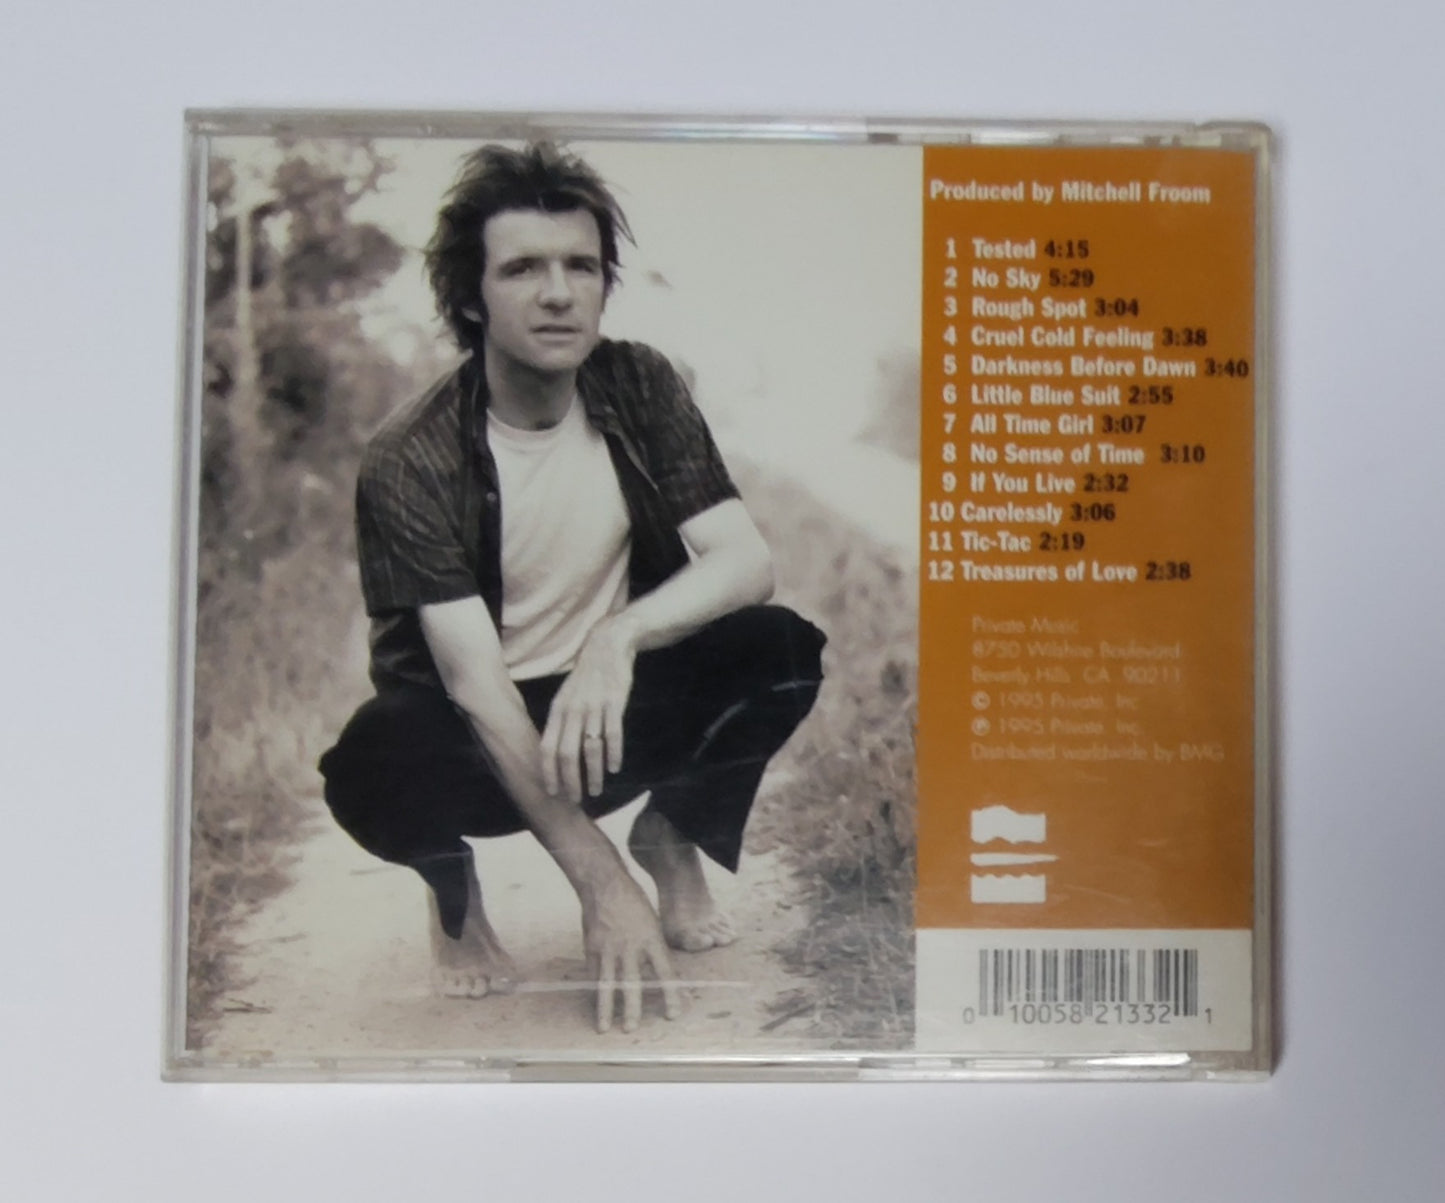 Produced by Mitchell Froom
1 Tested 4:15
2 No Sky 5:29
3 Rough Spot 3:04
4 Cruel Cold Feeling 3:38
5 Darkness Before Dawn 3:40
6 Little Blue Suit 2:55
7 All Time Girl 3:07
8 No Sense of Time 3:10
9 If You Live 2:32
10 Carelessly 3:06
11 Tic-Tac 2:19
12 Treasures of Love 2:38
Private Music
8750 Wilshire Boulevard
Beverly Hills CA 90211
© 1995 Private, Inc.
℗ 1995 Private, Inc.
Distributed worldwide by BMG
0 10058 21332 1